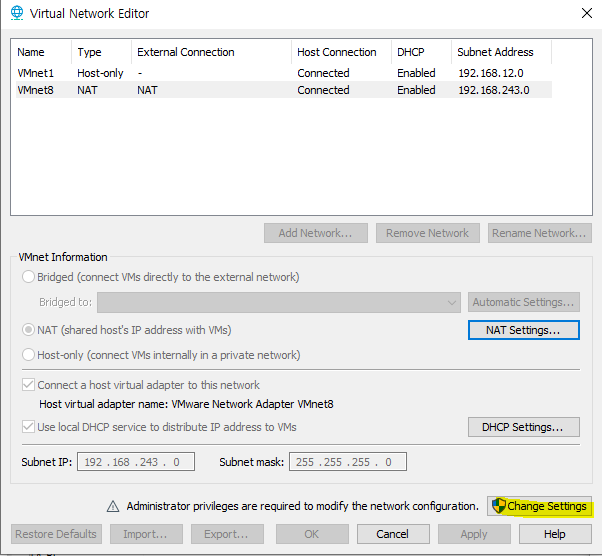 Virtual Network Editor
Name Type External Connection Host Connection DHCP Subnet Address
VMnet1 Host-only - Connected Enabled 192.168.12.0
VMnet8 NAT NAT Connected Enabled 192.168.243.0
Add Network... Remove Network Rename Network...
VMnet Information
Bridged (connect VMs directly to the external network)
Bridged to: Automatic Settings...
NAT (shared host's IP address with VMs) NAT Settings...
Host-only (connect VMs internally in a private network)
Connect a host virtual adapter to this network
Host virtual adapter name: VMware Network Adapter VMnet8
Use local DHCP service to distribute IP address to VMs DHCP Settings...
Subnet IP: 192 . 168 . 243 . 0 Subnet mask: 255 . 255 . 255 . 0
Administrator privileges are required to modify the network configuration. Change Settings
Restore Defaults Import... Export... OK Cancel Apply Help